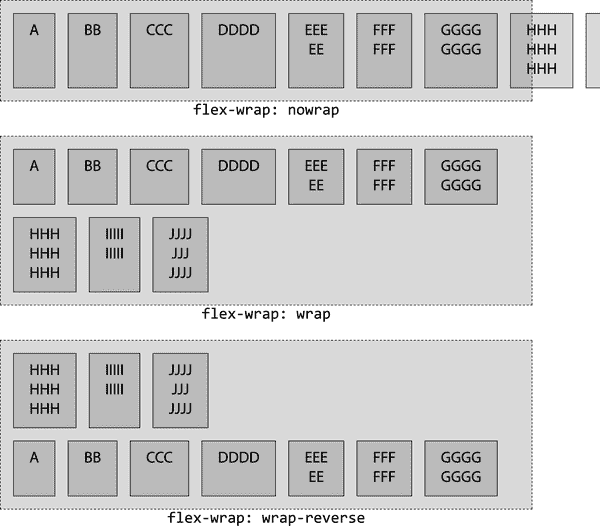 A BB CCC DDDD EEE FFF GGGG HHH
EE FFF GGGG HHH
HHH
flex-wrap: nowrap
A BB CCC DDDD EEE FFF GGGG
EE FFF GGGG
HHH IIIII JJJJ
HHH IIIII JJJ
HHH JJJJ
flex-wrap: wrap
HHH IIIII JJJJ
HHH IIIII JJJ
HHH JJJJ
A BB CCC DDDD EEE FFF GGGG
EE FFF GGGG
flex-wrap: wrap-reverse